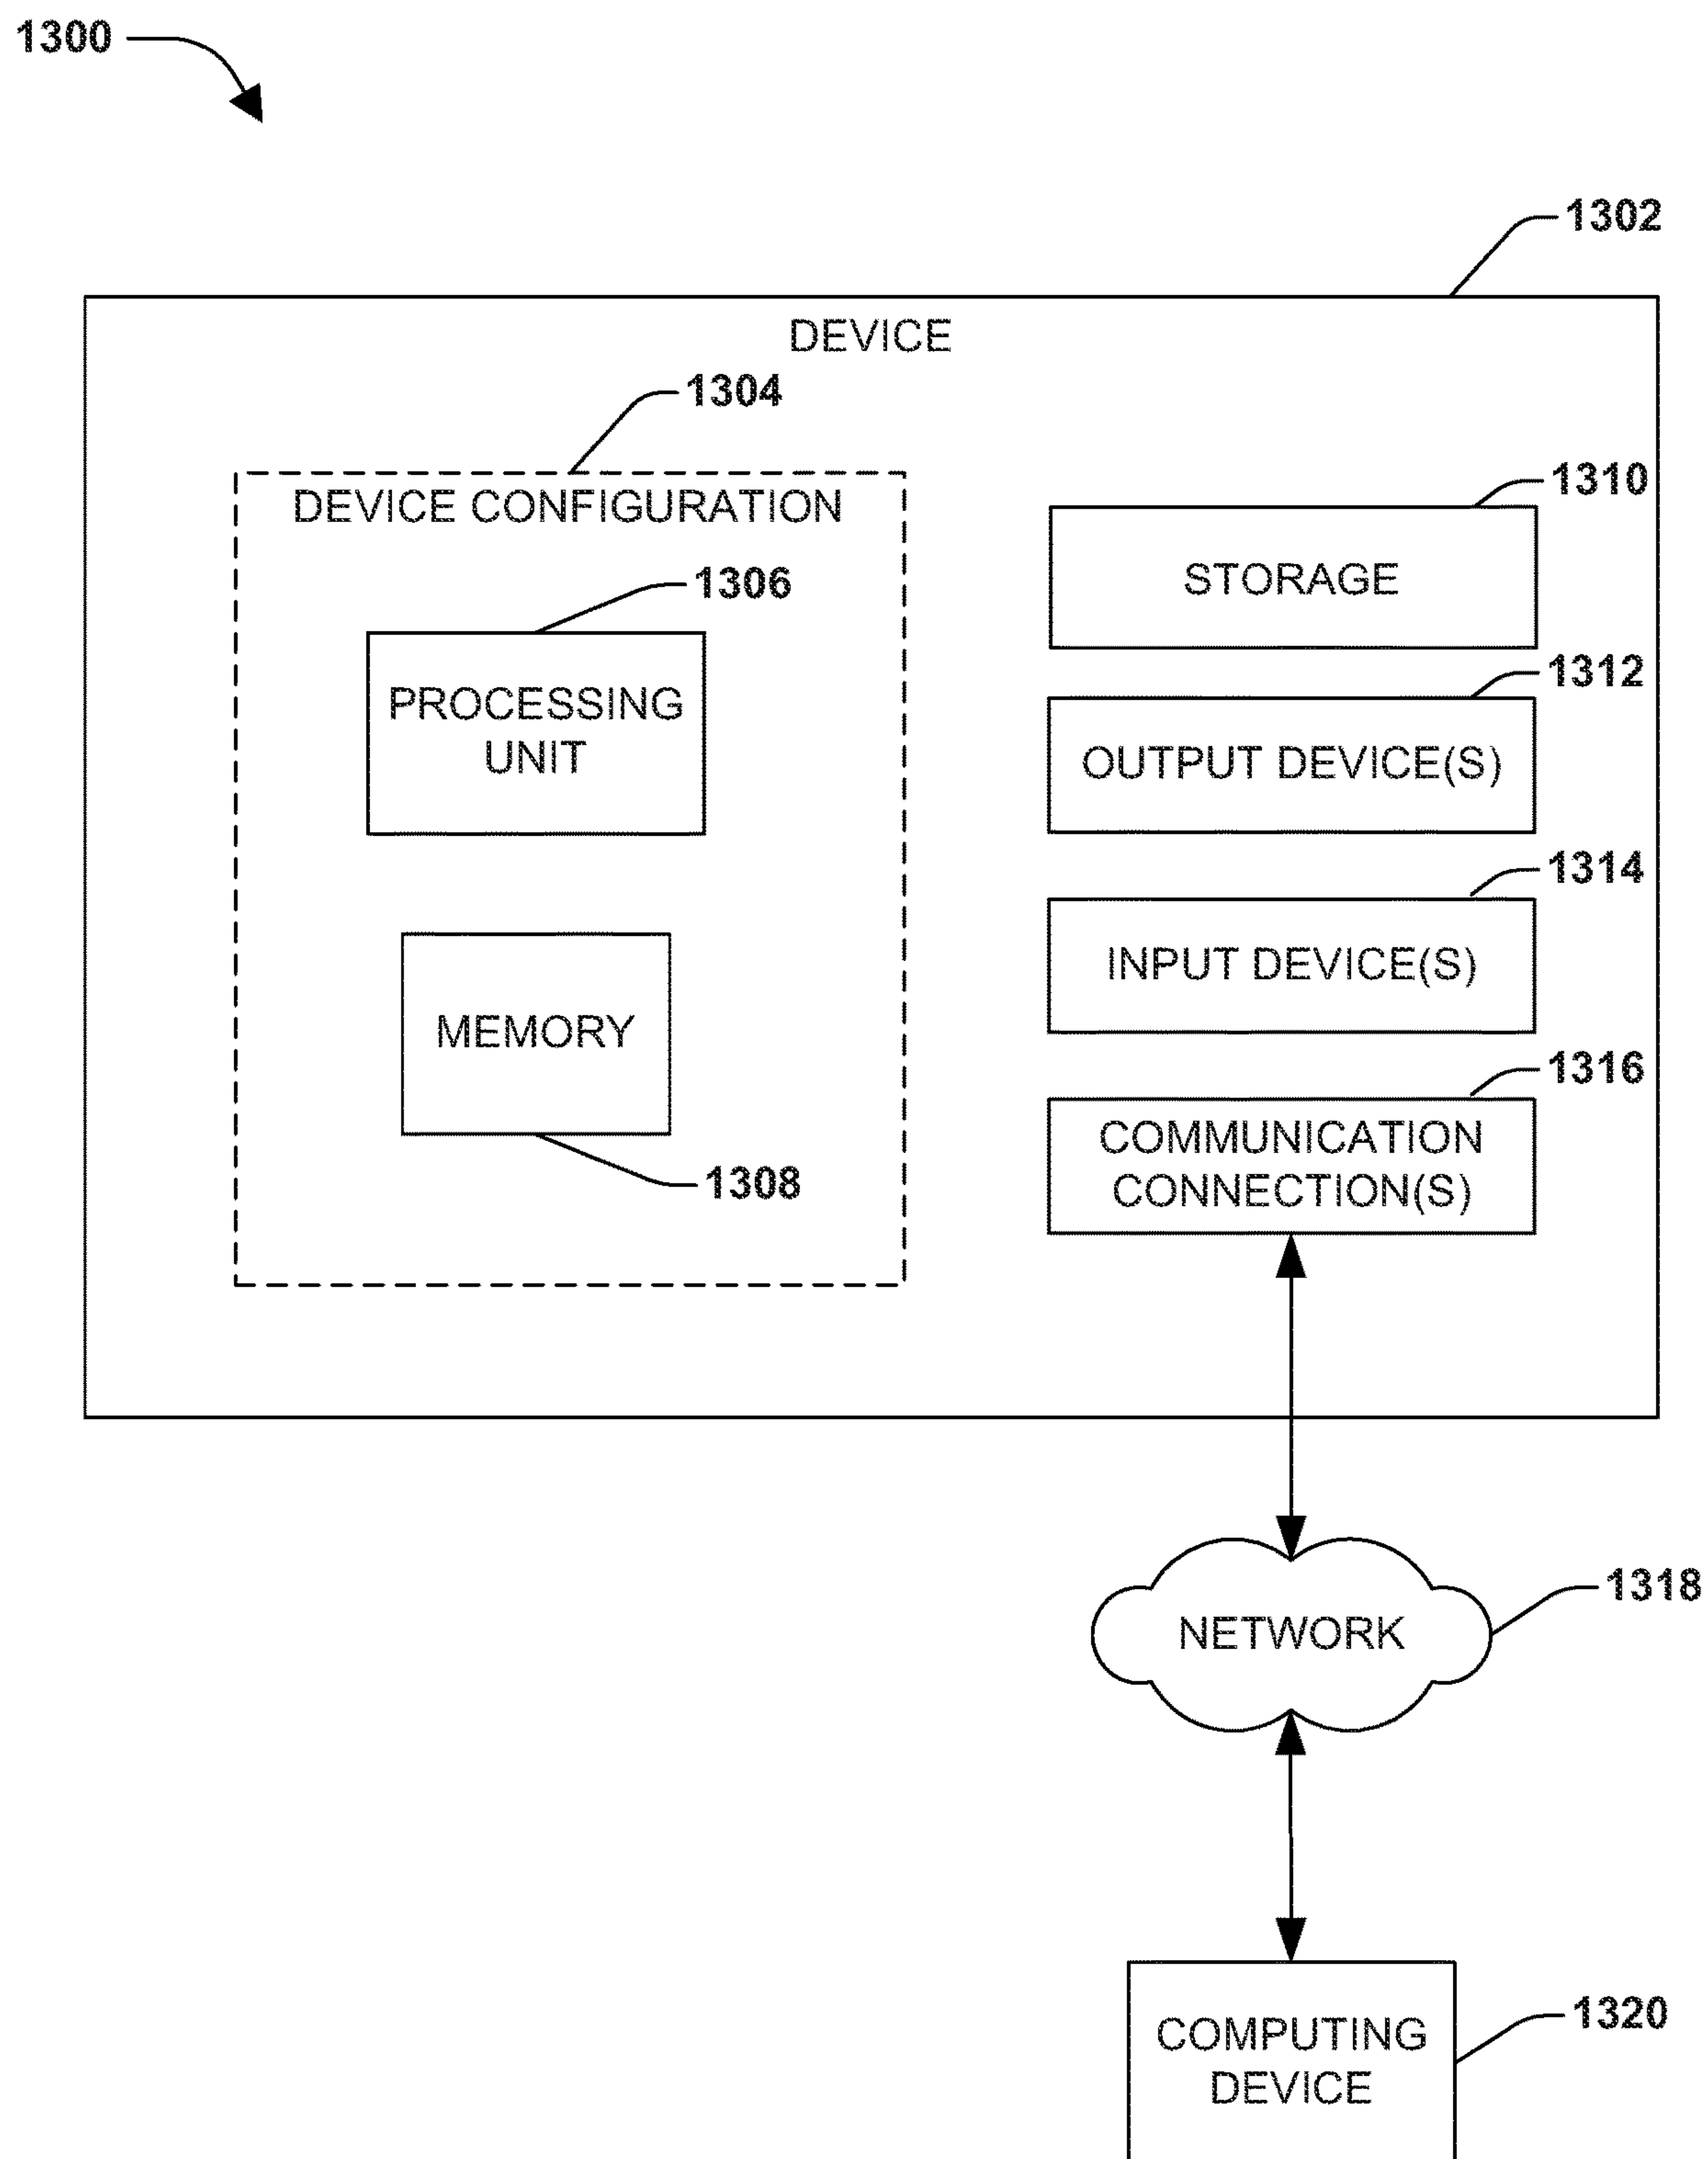 1300
1302
DEVICE
1304
DEVICE CONFIGURATION
1306
PROCESSING
UNIT
MEMORY
1308
1310
STORAGE
1312
OUTPUT DEVICE(S)
1314
INPUT DEVICE(S)
1316
COMMUNICATION
CONNECTION(S)
1318
NETWORK
1320
COMPUTING
DEVICE